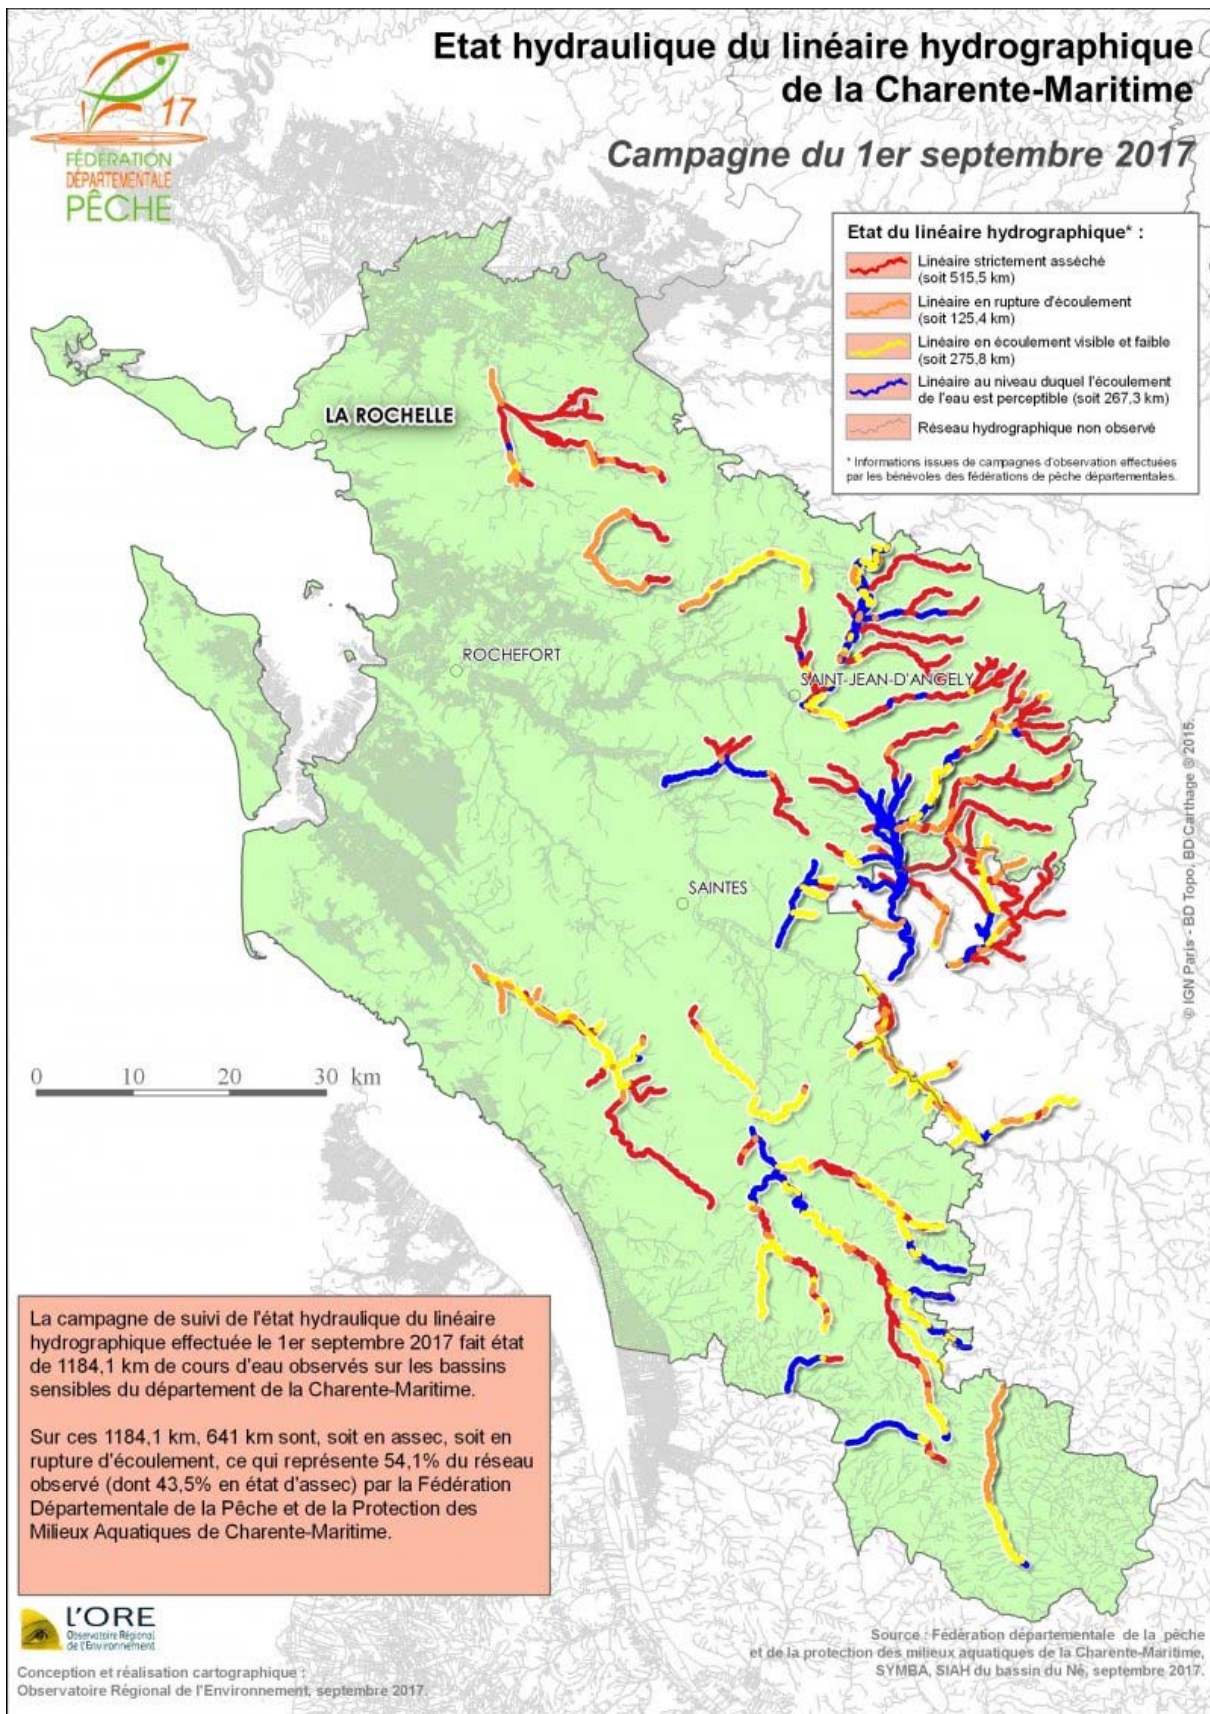 Etat hydraulique du linéaire hydrographique
de la Charente-Maritime
Campagne du 1er septembre 2017
17
FÉDÉRATION
DÉPARTEMENTALE
PÊCHE
Etat du linéaire hydrographique* :
Linéaire strictement asséché
(soit 515,5 km)
Linéaire en rupture d'écoulement
(soit 125,4 km)
Linéaire en écoulement visible et faible
(soit 275,8 km)
Linéaire au niveau duquel l'écoulement
de l'eau est perceptible (soit 267,3 km)
Réseau hydrographique non observé
* Informations issues de campagnes d'observation effectuées
par les bénévoles des fédérations de pêche départementales.
LA ROCHELLE
ROCHEFORT
SAINT-JEAN-D'ANGELY
SAINTES
0 10 20 30 km
© IGN Paris - BD Topo, BD Carthage © 2015.
La campagne de suivi de l'état hydraulique du linéaire
hydrographique effectuée le 1er septembre 2017 fait état
de 1184,1 km de cours d'eau observés sur les bassins
sensibles du département de la Charente-Maritime.
Sur ces 1184,1 km, 641 km sont, soit en assec, soit en
rupture d'écoulement, ce qui représente 54,1% du réseau
observé (dont 43,5% en état d'assec) par la Fédération
Départementale de la Pêche et de la Protection des
Milieux Aquatiques de Charente-Maritime.
L'ORE
Observatoire Régional
de l'Environnement
Conception et réalisation cartographique :
Observatoire Régional de l'Environnement, septembre 2017.
Source : Fédération départementale de la pêche
et de la protection des milieux aquatiques de la Charente-Maritime,
SYMBA, SIAH du bassin du Né, septembre 2017.